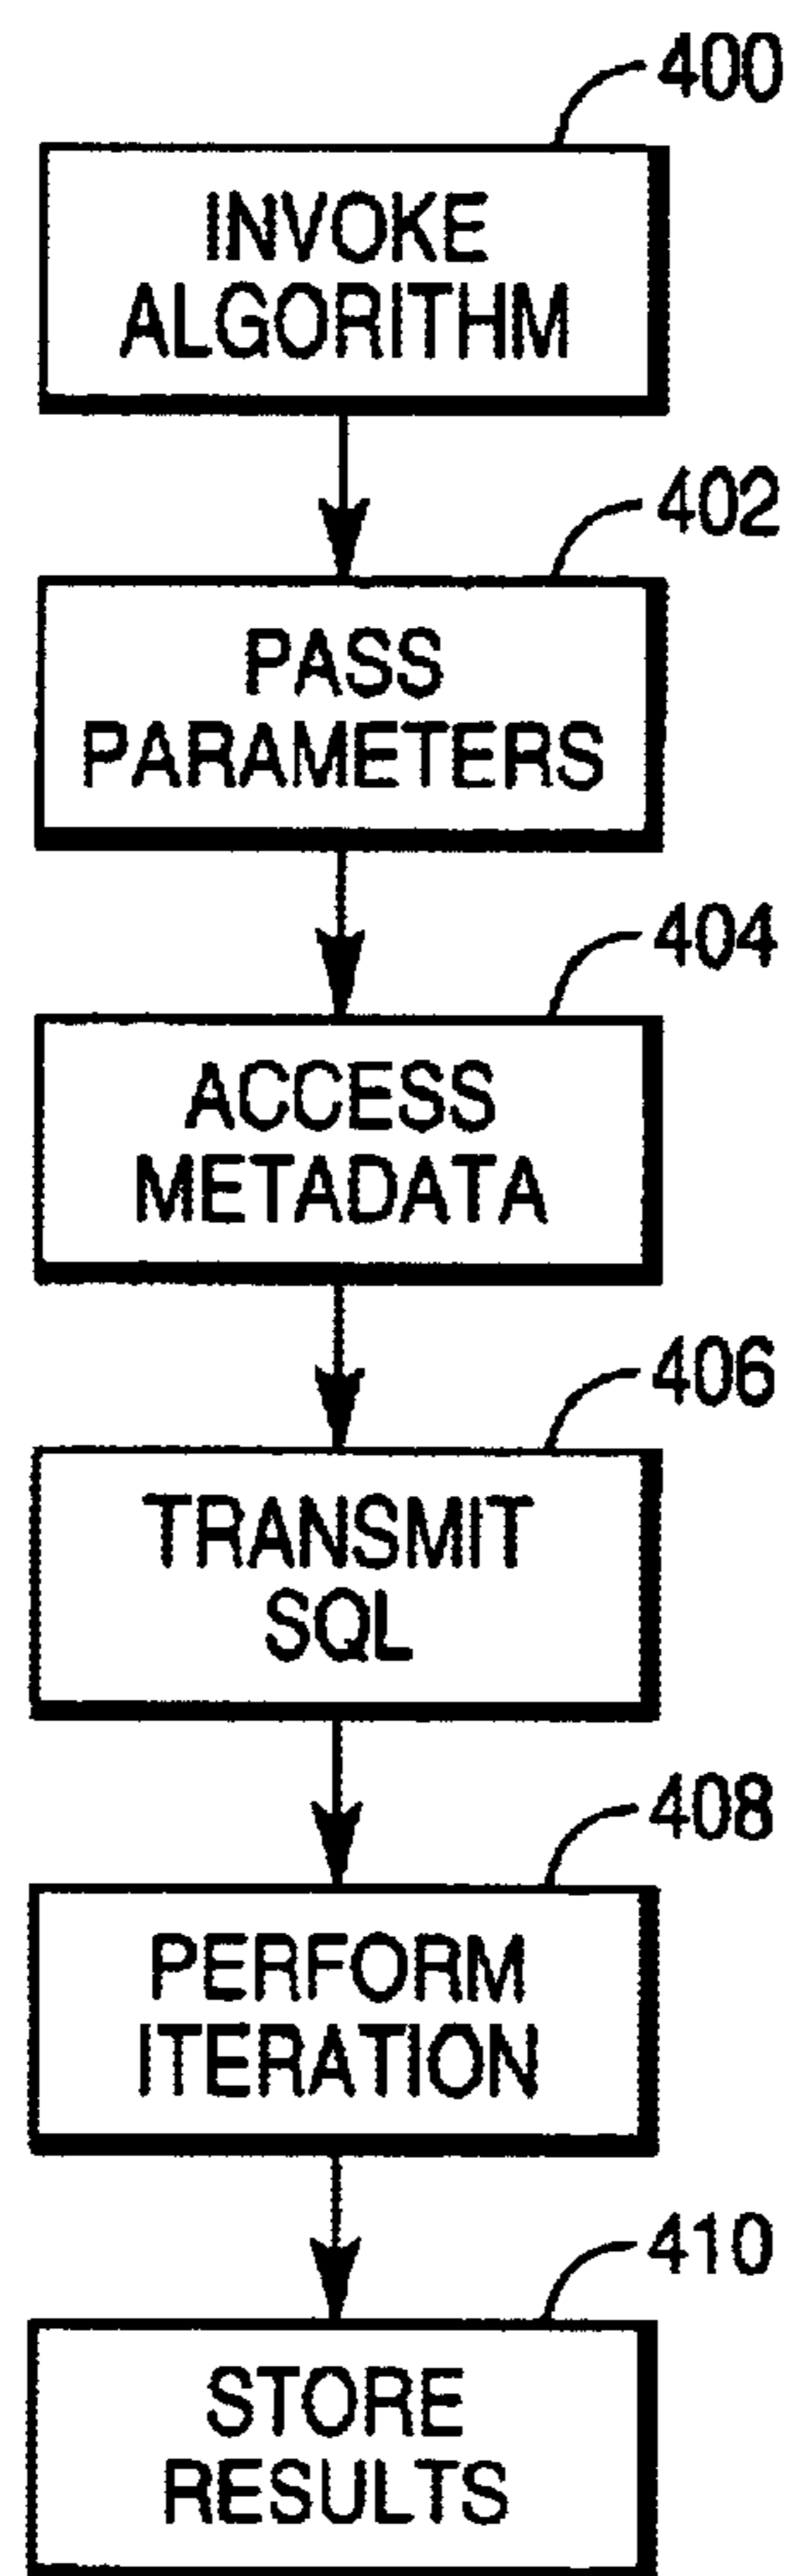 400
INVOKE
ALGORITHM
402
PASS
PARAMETERS
404
ACCESS
METADATA
406
TRANSMIT
SQL
408
PERFORM
ITERATION
410
STORE
RESULTS